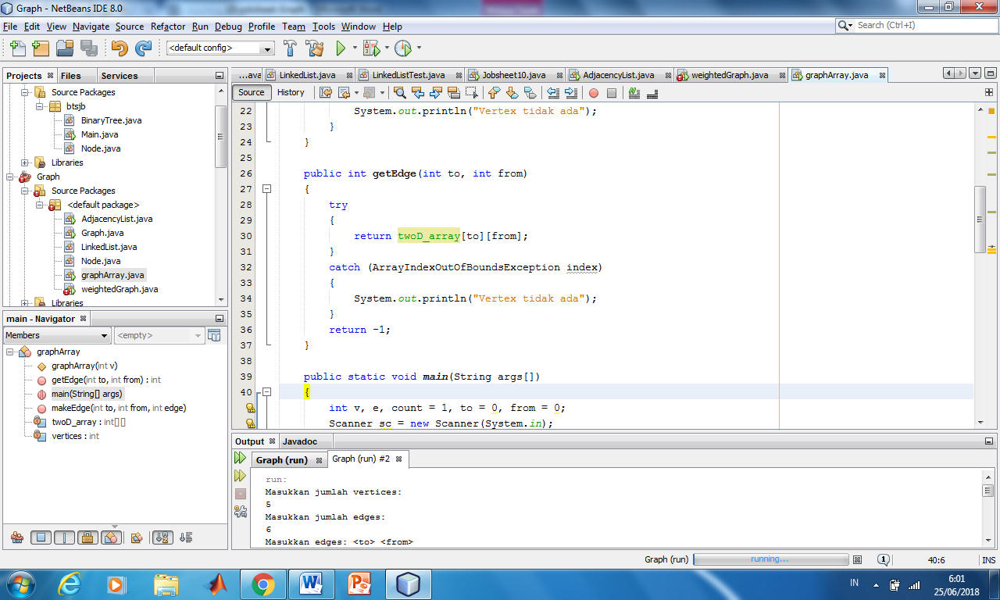 Graph - NetBeans IDE 8.0
File Edit View Navigate Source Refactor Run Debug Profile Team Tools Window Help
Search (Ctrl+I)
<default config>
Projects Files Services
Source Packages
btsjb
BinaryTree.java
Main.java
Node.java
Libraries
Graph
Source Packages
<default package>
AdjacencyList.java
Graph.java
LinkedList.java
Node.java
graphArray.java
weightedGraph.java
Libraries
main - Navigator
Members <empty>
graphArray
graphArray(int v)
getEdge(int to, int from) : int
main(String[] args)
makeEdge(int to, int from, int edge)
twoD_array : int[][]
vertices : int
...ava LinkedList.java LinkedListTest.java Jobsheet10.java AdjacencyList.java weightedGraph.java graphArray.java
Source History
22 System.out.println("Vertex tidak ada");
23 }
24 }
25
26 public int getEdge(int to, int from)
27 {
28 try
29 {
30 return twoD_array[to][from];
31 }
32 catch (ArrayIndexOutOfBoundsException index)
33 {
34 System.out.println("Vertex tidak ada");
35 }
36 return -1;
37 }
38
39 public static void main(String args[])
40 {
int v, e, count = 1, to = 0, from = 0;
Scanner sc = new Scanner(System.in);
Output Javadoc
Graph (run) Graph (run) #2
run:
Masukkan jumlah vertices:
5
Masukkan jumlah edges:
6
Masukkan edges: <to> <from>
Graph (run) running... 1 40:6 INS
IN 6:01
25/06/2018